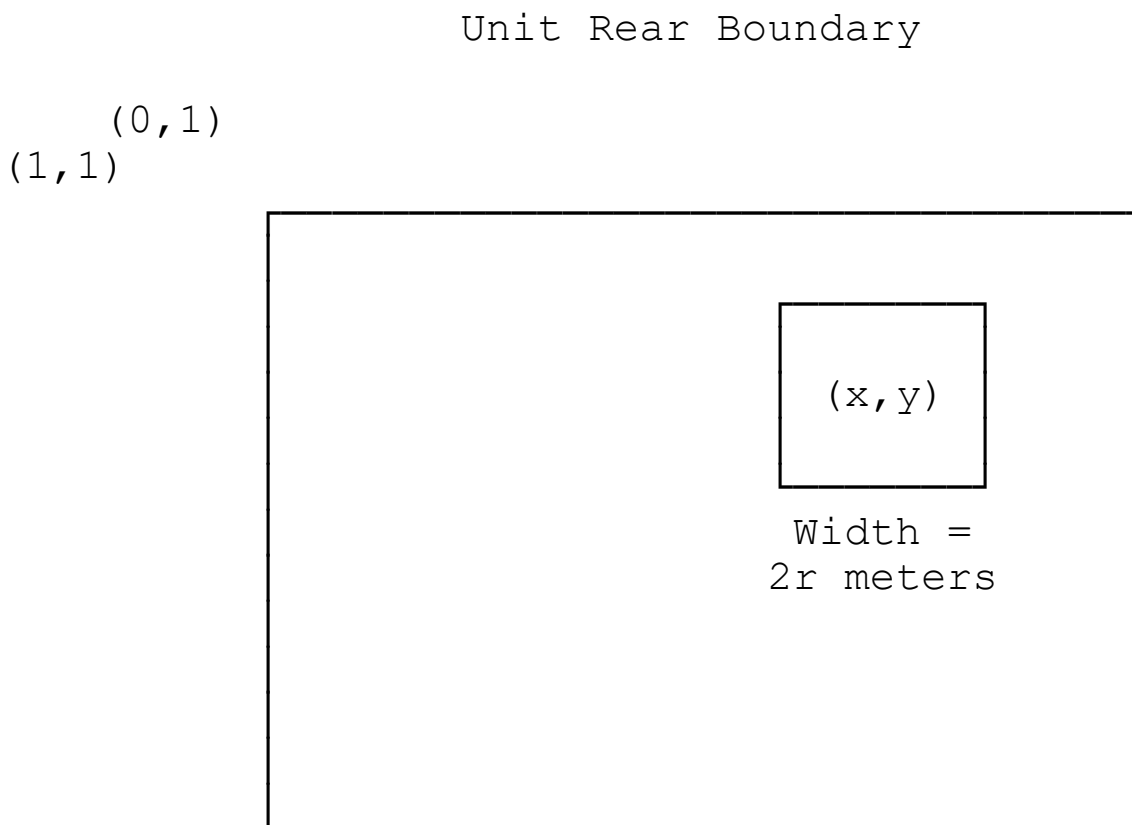 Unit Rear Boundary
(0,1)
(1,1)
(x,y)
Width =
2r meters